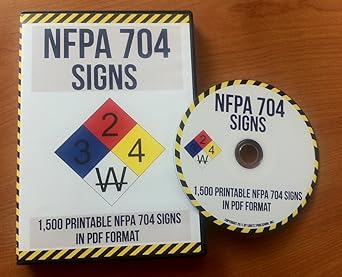 NFPA 704
SIGNS
2
3 4
W
1,500 PRINTABLE NFPA 704 SIGNS
IN PDF FORMAT
NFPA 704
SIGNS
2
3 4
W
1,500 PRINTABLE NFPA 704 SIGNS
IN PDF FORMAT